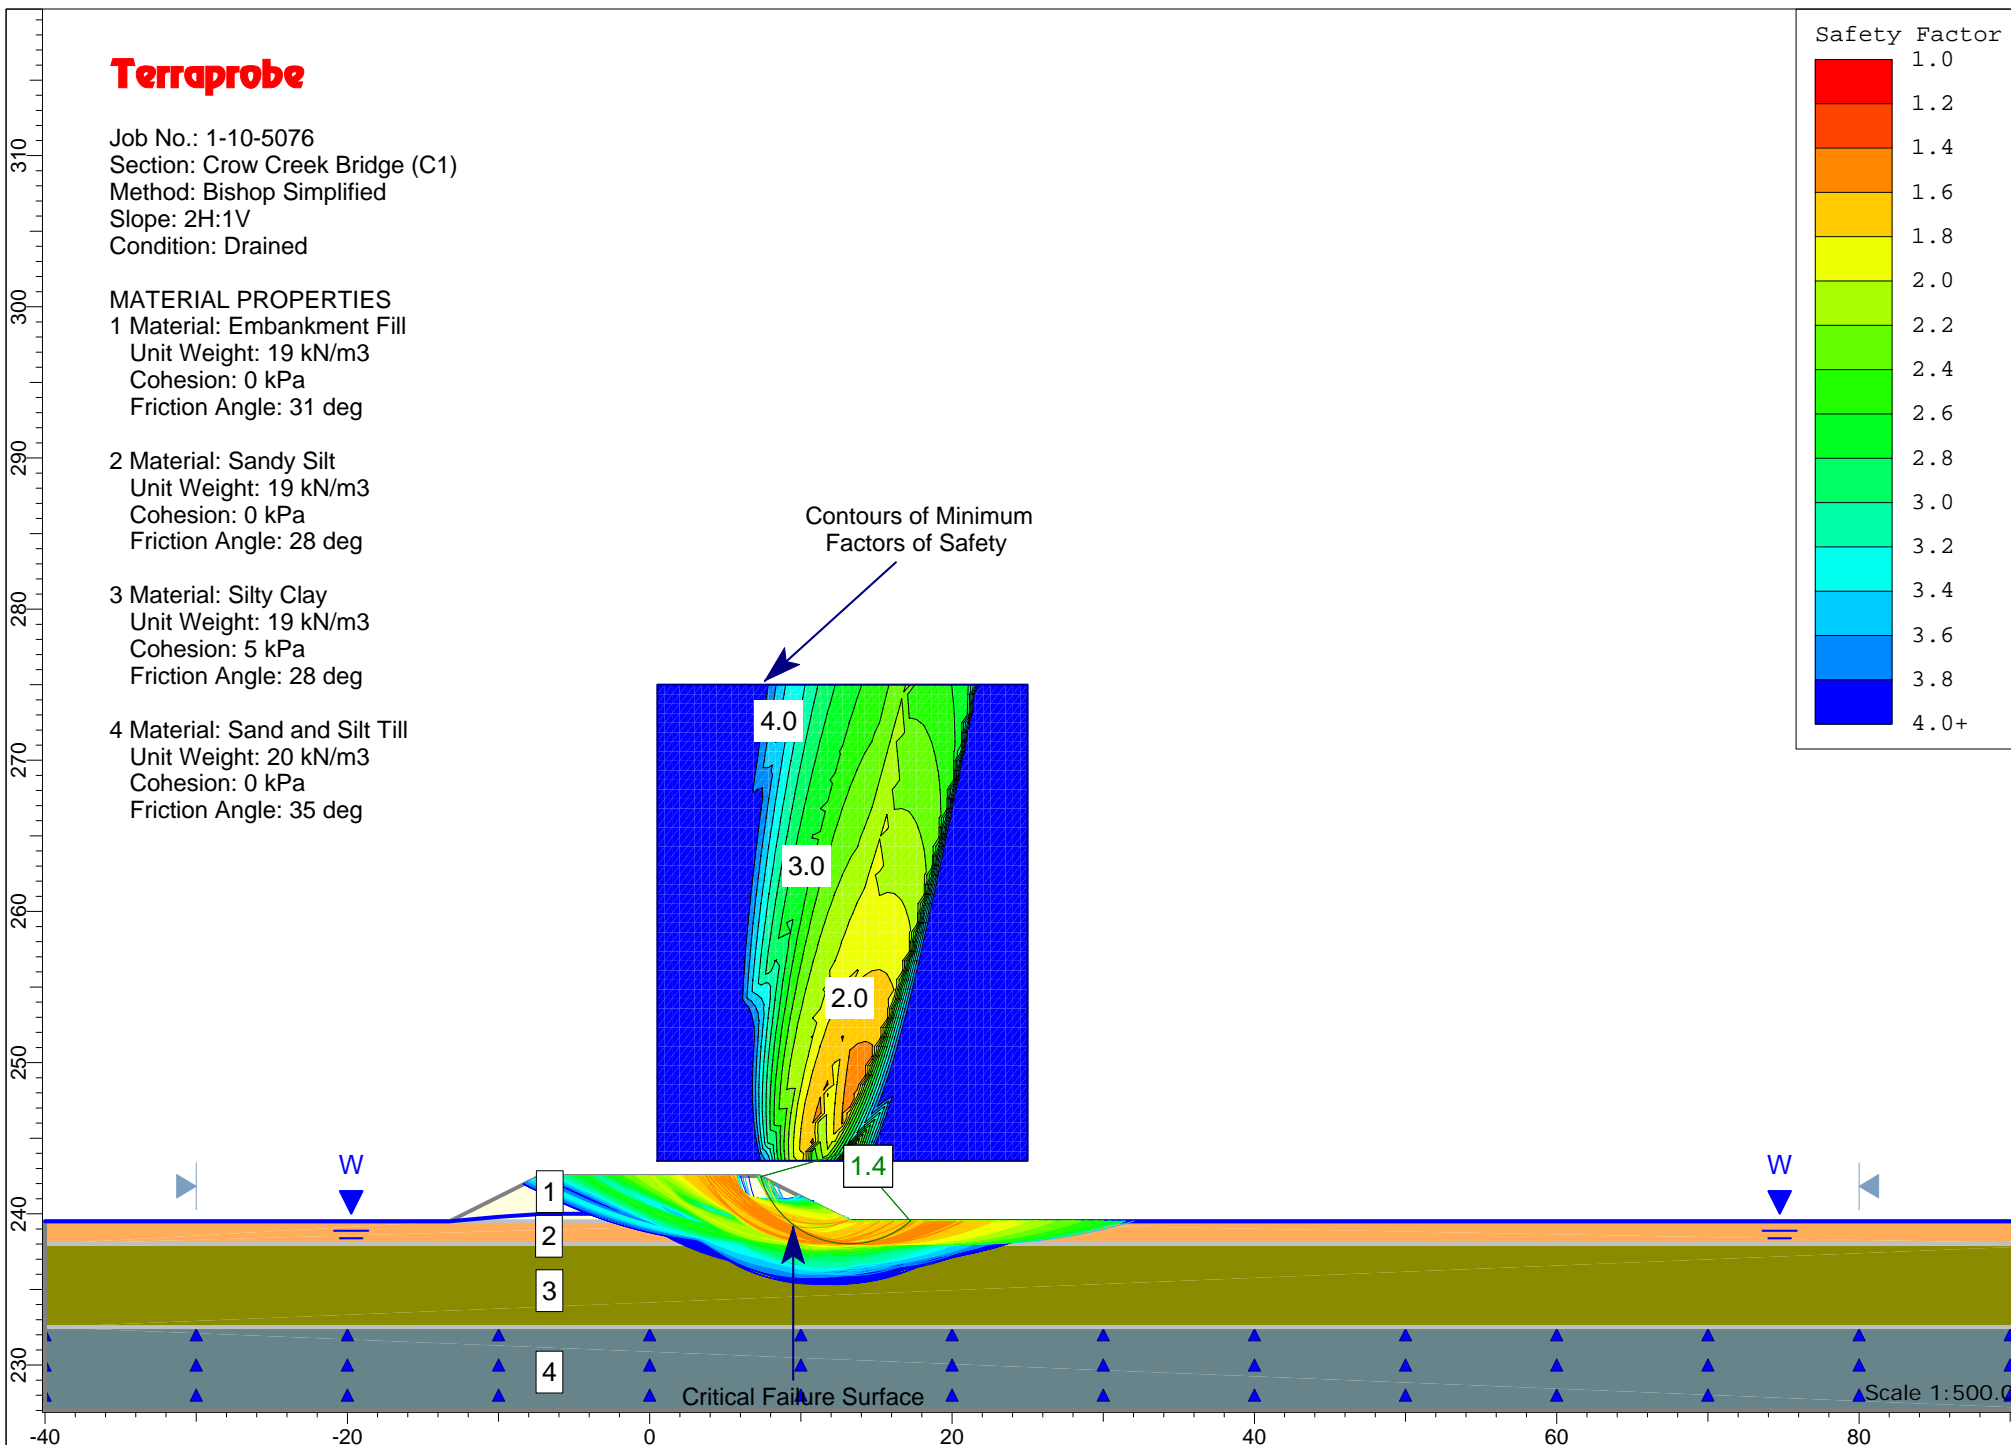 Terraprobe
Job No.: 1-10-5076
Section: Crow Creek Bridge (C1)
Method: Bishop Simplified
Slope: 2H:1V
Condition: Drained
MATERIAL PROPERTIES
1 Material: Embankment Fill
Unit Weight: 19 kN/m3
Cohesion: 0 kPa
Friction Angle: 31 deg
2 Material: Sandy Silt
Unit Weight: 19 kN/m3
Cohesion: 0 kPa
Friction Angle: 28 deg
3 Material: Silty Clay
Unit Weight: 19 kN/m3
Cohesion: 5 kPa
Friction Angle: 28 deg
4 Material: Sand and Silt Till
Unit Weight: 20 kN/m3
Cohesion: 0 kPa
Friction Angle: 35 deg
Safety Factor
1.0
1.2
1.4
1.6
1.8
2.0
2.2
2.4
2.6
2.8
3.0
3.2
3.4
3.6
3.8
4.0+
Contours of Minimum
Factors of Safety
4.0
3.0
2.0
1.4
W
W
1
2
3
4
Critical Failure Surface
Scale 1:500.0
310
300
290
280
270
260
250
240
230
-40
-20
0
20
40
60
80